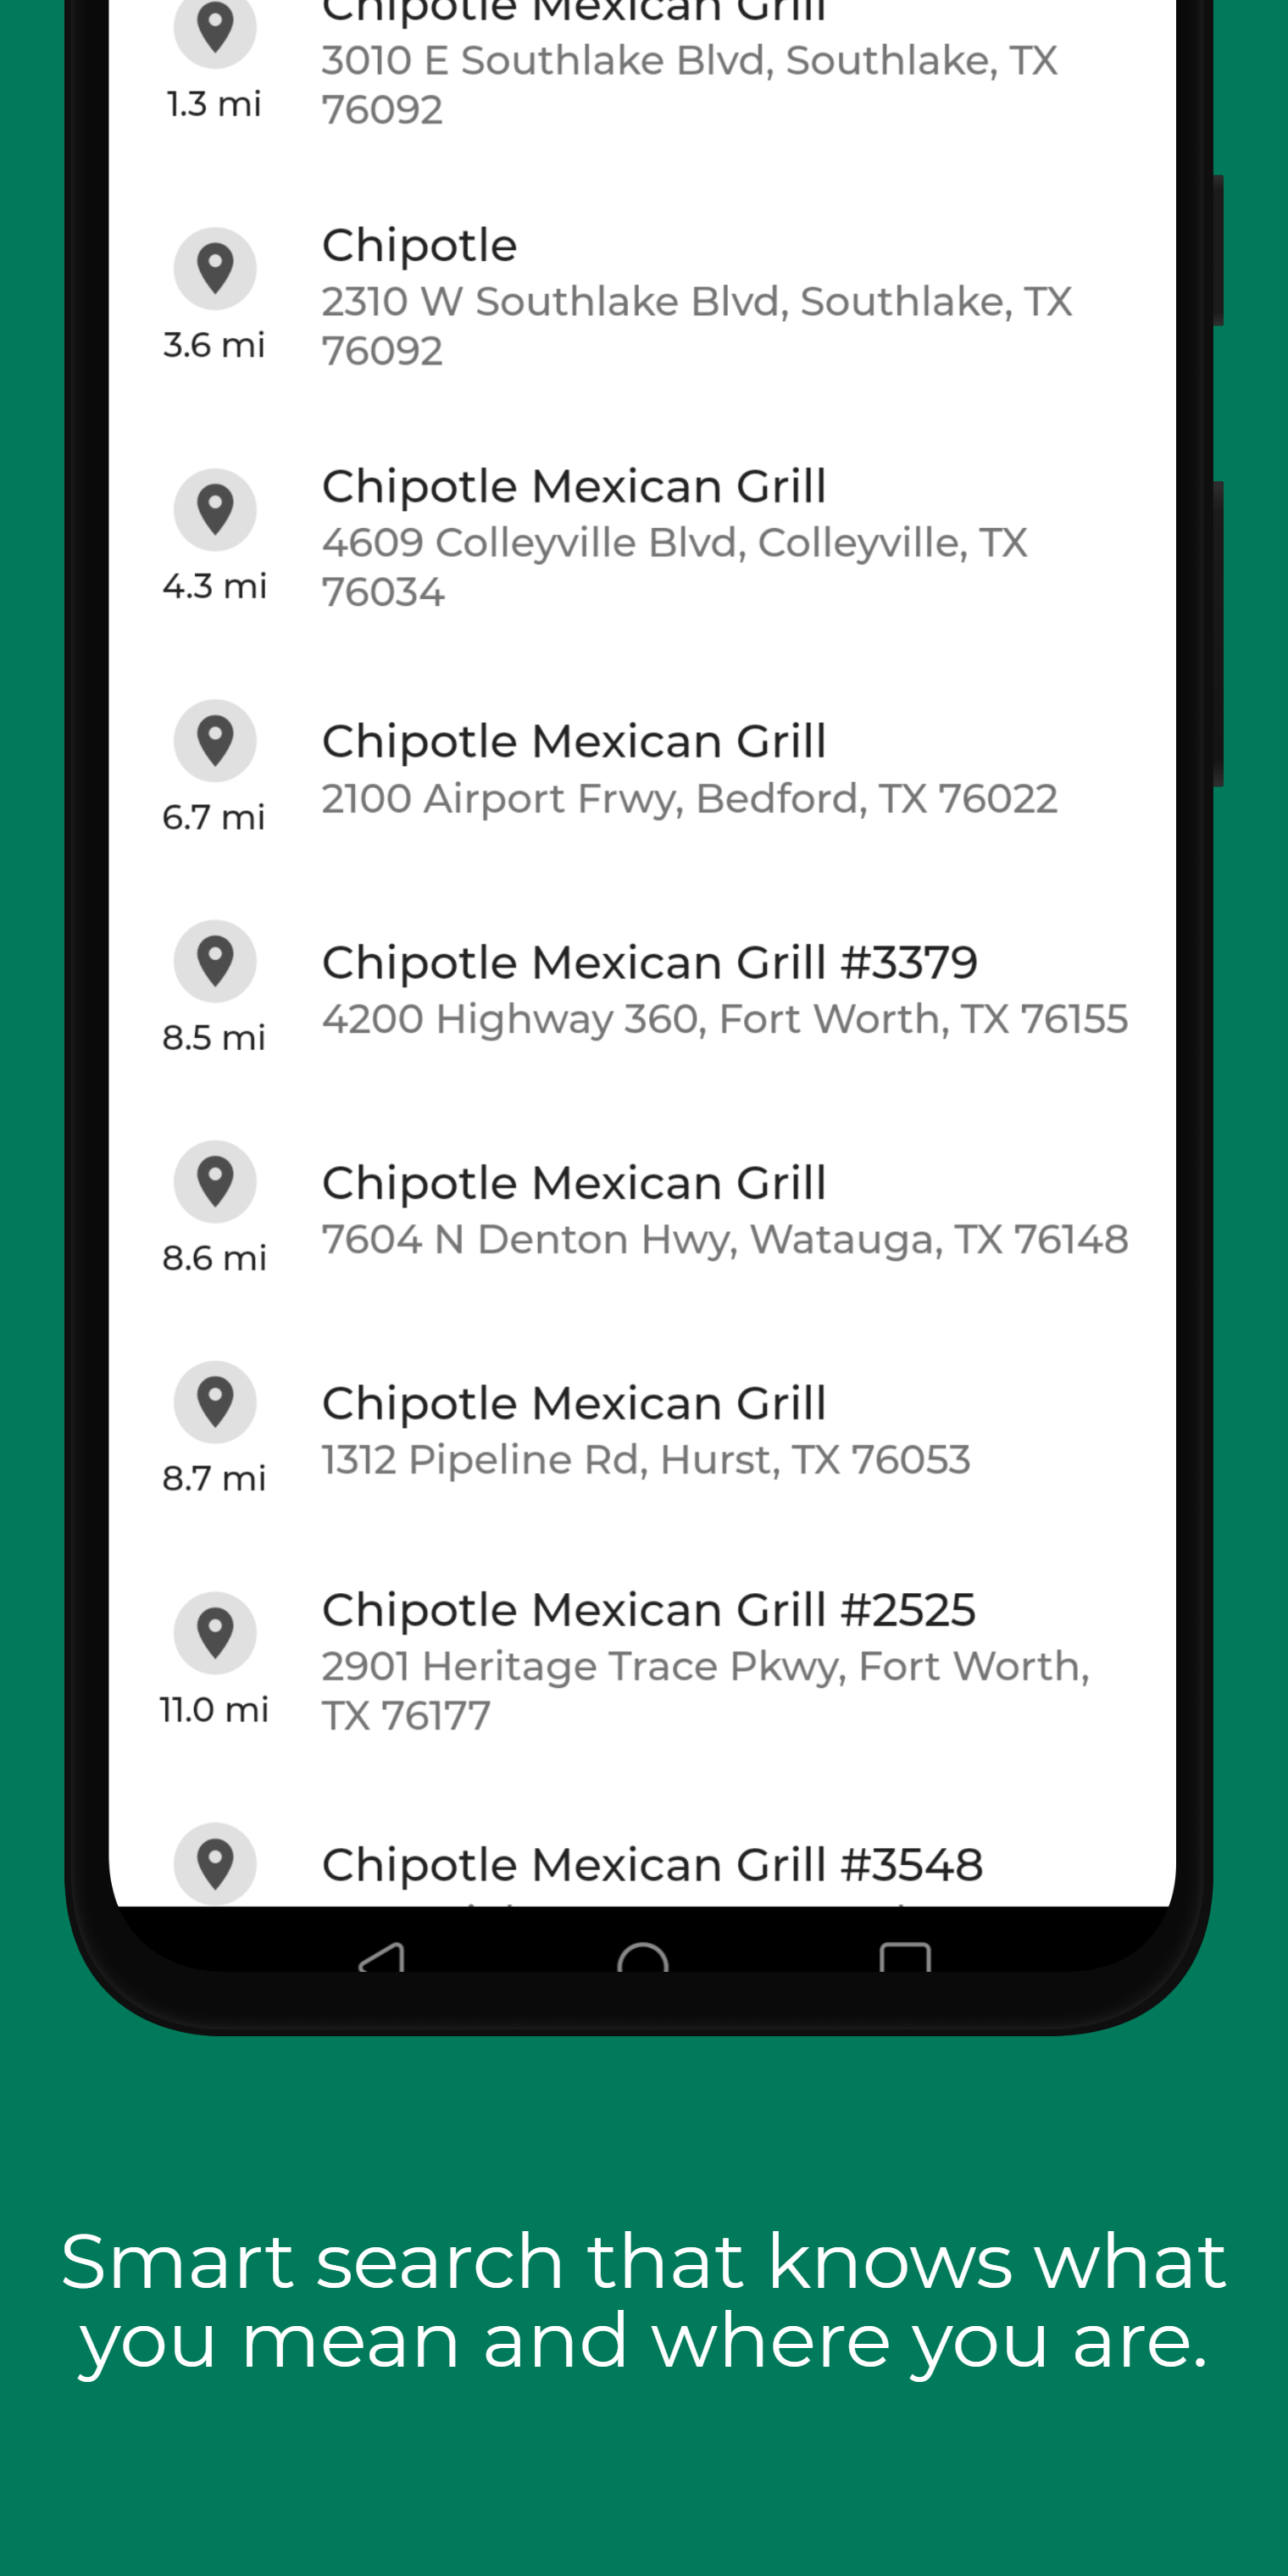 Chipotle Mexican Grill
3010 E Southlake Blvd, Southlake, TX
76092
1.3 mi
Chipotle
2310 W Southlake Blvd, Southlake, TX
76092
3.6 mi
Chipotle Mexican Grill
4609 Colleyville Blvd, Colleyville, TX
76034
4.3 mi
Chipotle Mexican Grill
2100 Airport Frwy, Bedford, TX 76022
6.7 mi
Chipotle Mexican Grill #3379
4200 Highway 360, Fort Worth, TX 76155
8.5 mi
Chipotle Mexican Grill
7604 N Denton Hwy, Watauga, TX 76148
8.6 mi
Chipotle Mexican Grill
1312 Pipeline Rd, Hurst, TX 76053
8.7 mi
Chipotle Mexican Grill #2525
2901 Heritage Trace Pkwy, Fort Worth,
TX 76177
11.0 mi
Chipotle Mexican Grill #3548
Smart search that knows what
you mean and where you are.